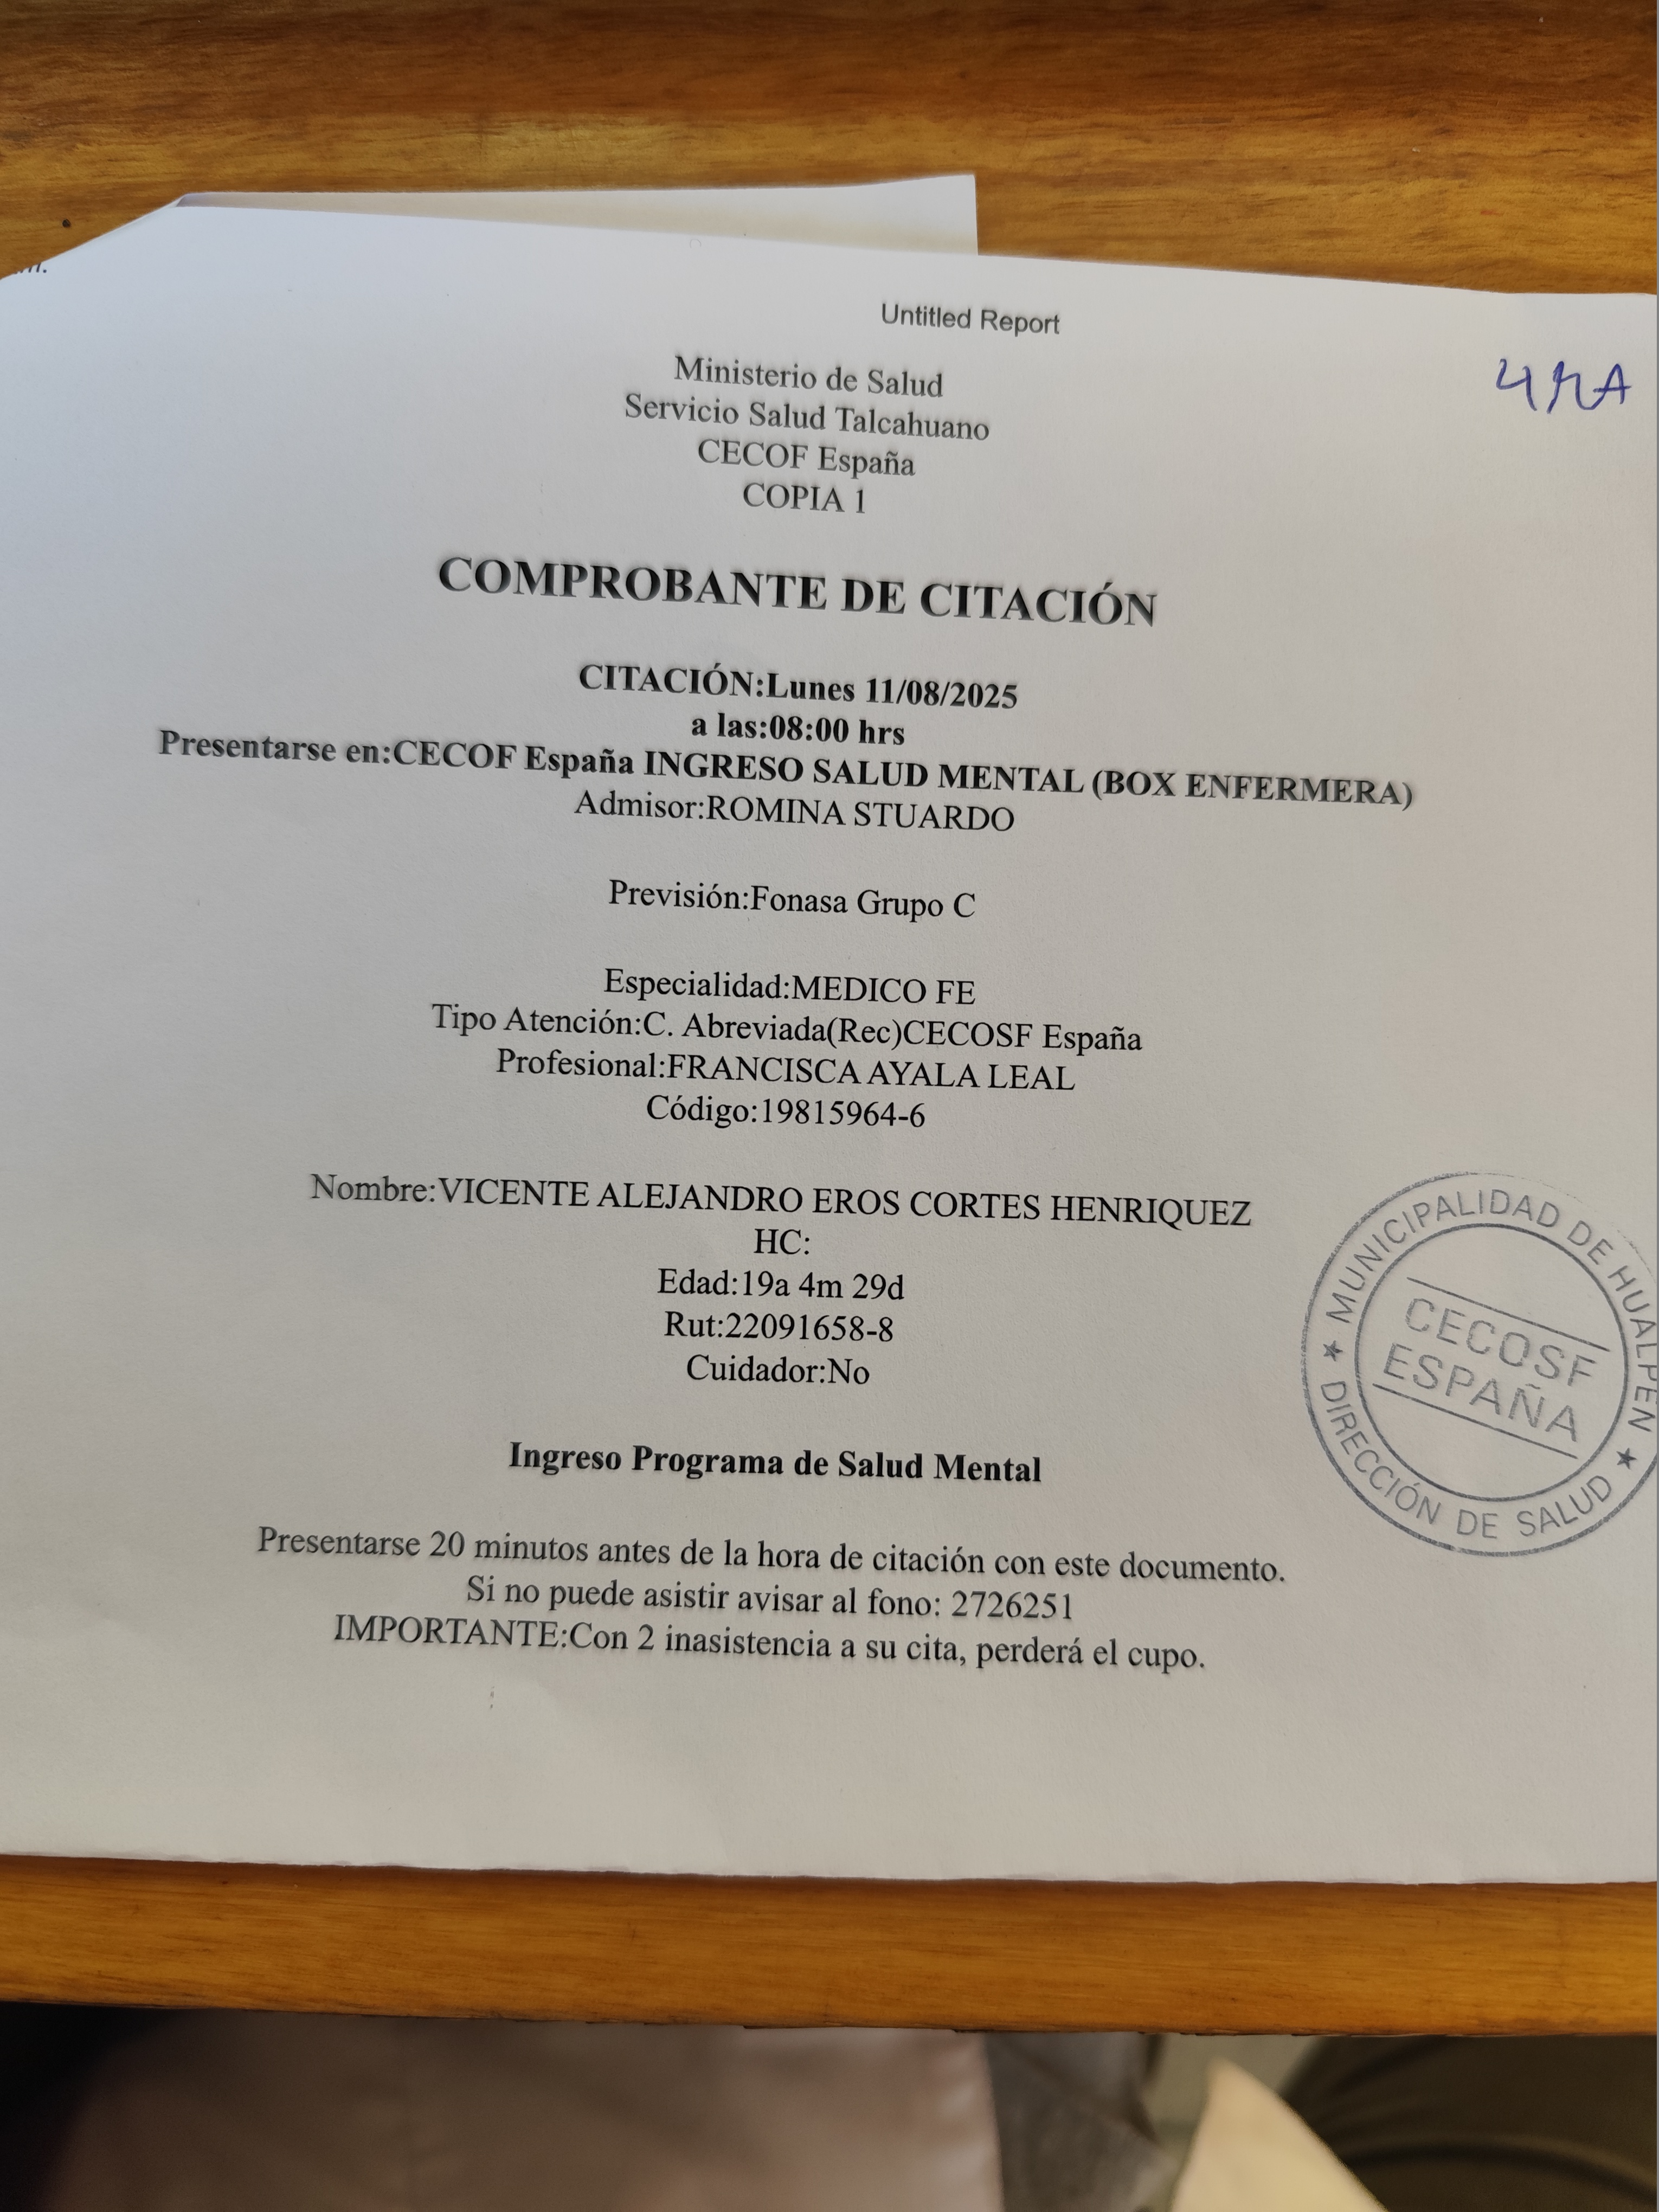 Untitled Report
Ministerio de Salud
Servicio Salud Talcahuano
CECOF España
COPIA 1
COMPROBANTE DE CITACIÓN
CITACIÓN:Lunes 11/08/2025
a las:08:00 hrs
Presentarse en:CECOF España INGRESO SALUD MENTAL (BOX ENFERMERA)
Admisor:ROMINA STUARDO
Previsión:Fonasa Grupo C
Especialidad:MEDICO FE
Tipo Atención:C. Abreviada(Rec)CECOSF España
Profesional:FRANCISCA AYALA LEAL
Código:19815964-6
Nombre:VICENTE ALEJANDRO EROS CORTES HENRIQUEZ
HC:
Edad:19a 4m 29d
Rut:22091658-8
Cuidador:No
Ingreso Programa de Salud Mental
Presentarse 20 minutos antes de la hora de citación con este documento.
Si no puede asistir avisar al fono: 2726251
IMPORTANTE:Con 2 inasistencia a su cita, perderá el cupo.
MUNICIPALIDAD DE HUALPEN
CECOSF
ESPAÑA
DIRECCIÓN DE SALUD